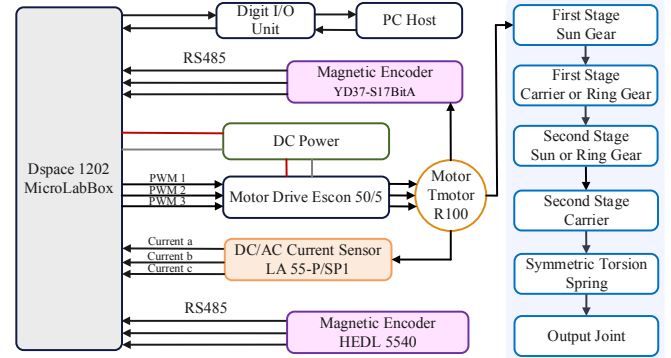 Digit I/O
Unit
PC Host
First Stage
Sun Gear
RS485
Magnetic Encoder
YD37-S17BitA
First Stage
Carrier or Ring Gear
DC Power
Second Stage
Sun or Ring Gear
Dspace 1202
MicroLabBox
PWM 1
PWM 2
PWM 3
Motor Drive Escon 50/5
Motor
Tmotor
R100
Second Stage
Carrier
Current a
Current b
Current c
DC/AC Current Sensor
LA 55-P/SP1
Symmetric Torsion
Spring
RS485
Magnetic Encoder
HEDL 5540
Output Joint